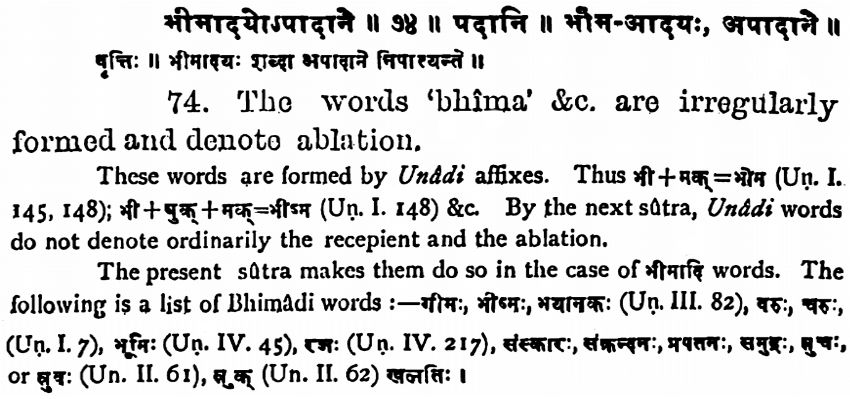 भीमादयोऽपादाने ॥ ७४ ॥ पदानि ॥ भीम-आदयः, अपादाने ॥
वृत्तिः ॥ भीमादयः शब्दा अपादाने निपात्यन्ते ॥
74. The words ‘bhîma’ &c. are irregularly
formed and denote ablation.
These words are formed by Unâdi affixes. Thus भी+मक्=भीम (Uṇ. I.
145, 148); भी+षुक्+मक्=भीष्म (Uṇ. I. 148) &c. By the next sûtra, Unâdi words
do not denote ordinarily the recepient and the ablation.
The present sûtra makes them do so in the case of भीमादि words. The
following is a list of Bhimâdi words :—भीमः, भीष्मः, भयानकः (Uṇ. III. 82), वरुः, चरुः,
(Uṇ. I. 7), भूमिः (Uṇ. IV. 45), रजः (Uṇ. IV. 217), संस्कारः, संक्रन्दनः, प्रपतनः, समुद्रः, स्रुचः,
or स्रुवः (Un. II. 61), स्रुक् (Un. II. 62) खलतिः ।